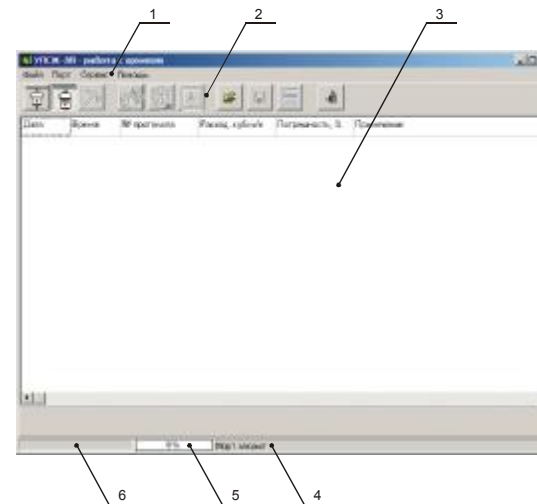 1 2 3
УПСЖ-3П - работа с архивом
Файл Порт Сервис Помощь
Дата Время № протокола Расход, куб.м/ч Погрешность, % Примечание
0%
Порт закрыт
6 5 4